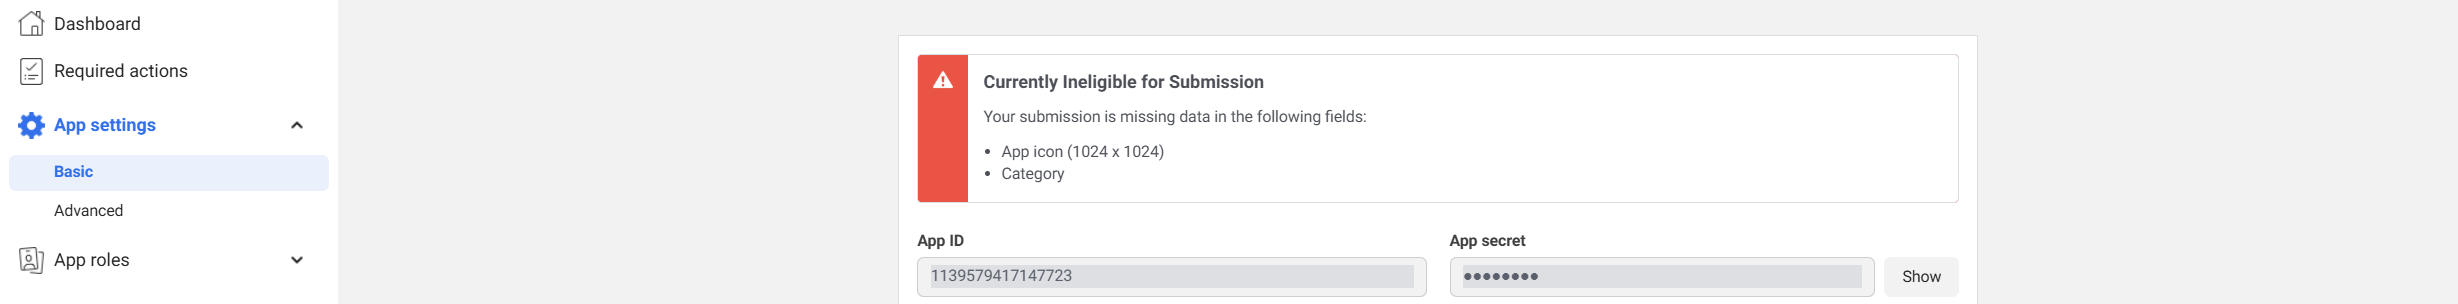 Dashboard
Required actions
App settings
Basic
Advanced
App roles
Currently Ineligible for Submission
Your submission is missing data in the following fields:
• App icon (1024 x 1024)
• Category
App ID
1139579417147723
App secret
••••••••
Show